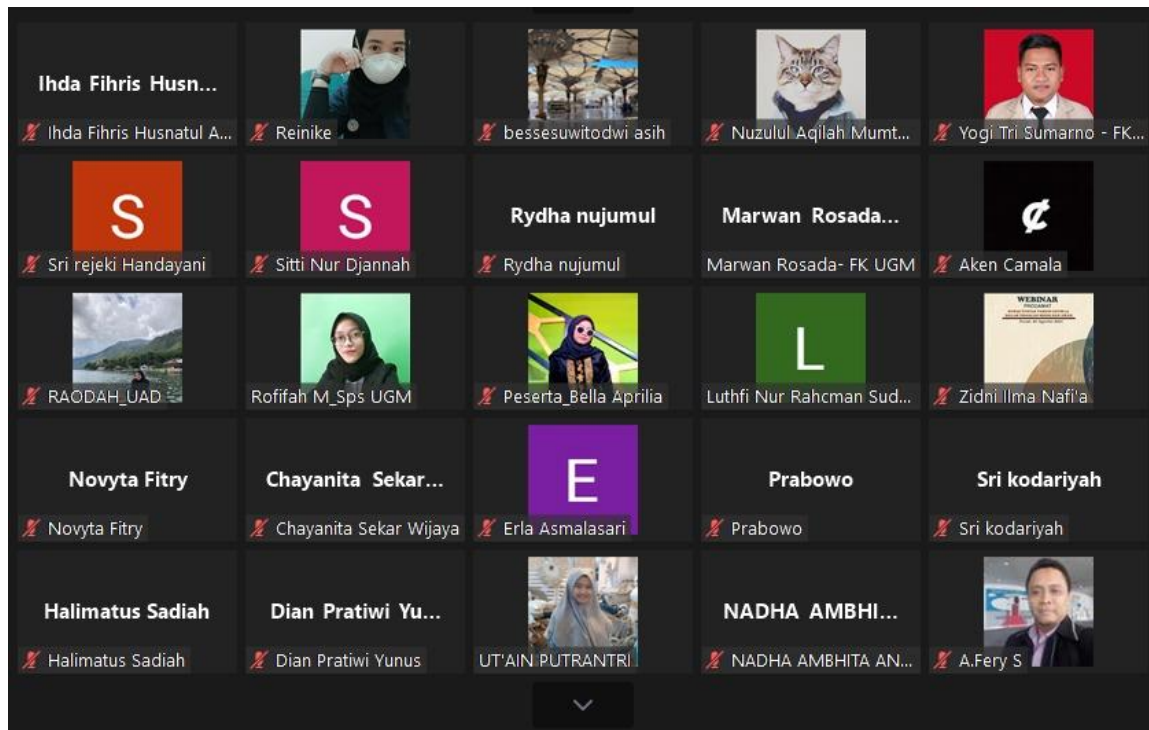 Ihda Fihris Husn...
Ihda Fihris Husnatul A...
Reinike
bessesuwitodwi asih
Nuzulul Aqilah Mumt...
Yogi Tri Sumarno - FK...
S
Sri rejeki Handayani
S
Sitti Nur Djannah
Rydha nujumul
Rydha nujumul
Marwan Rosada...
Marwan Rosada- FK UGM
₡
Aken Camala
RAODAH_UAD
Rofifah M_Sps UGM
Peserta_Bella Aprilia
L
Luthfi Nur Rahcman Sud...
WEBINAR
Zidni Ilma Nafi'a
Novyta Fitry
Novyta Fitry
Chayanita Sekar...
Chayanita Sekar Wijaya
E
Erla Asmalasari
Prabowo
Prabowo
Sri kodariyah
Sri kodariyah
Halimatus Sadiah
Halimatus Sadiah
Dian Pratiwi Yu...
Dian Pratiwi Yunus
UT'AIN PUTRANTRI
NADHA AMBHI...
NADHA AMBHITA AN...
A.Fery S